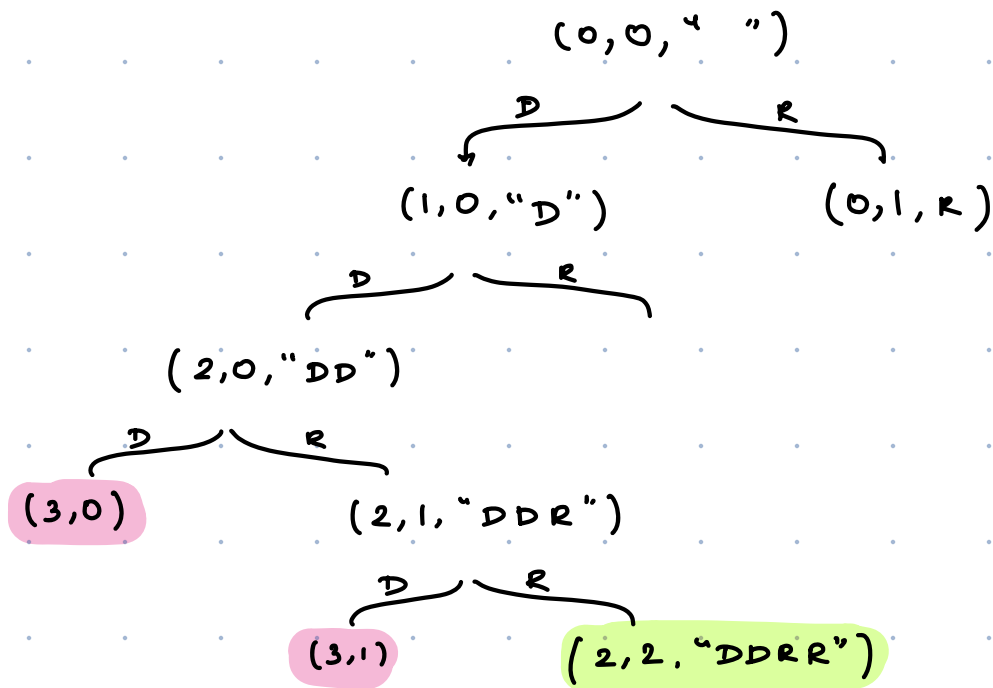 (0,0,“ ”)
D R
(1,0,“D”) (0,1,R)
D R
(2,0,“DD”)
D R
(3,0) (2,1,“DDR”)
D R
(3,1) (2,2,“DDRR”)